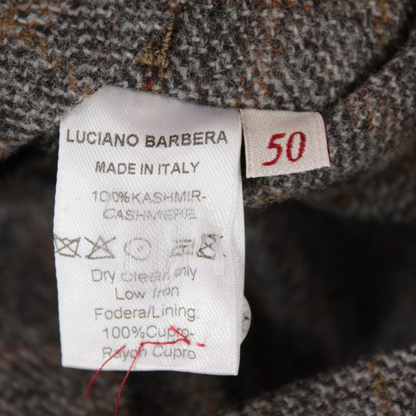 LUCIANO BARBERA
50
MADE IN ITALY
100%KASHMIR-
CASHMERE
Dry Clean only
Low Iron
Fodera/Lining:
100%Cupro-
Rayon Cupro